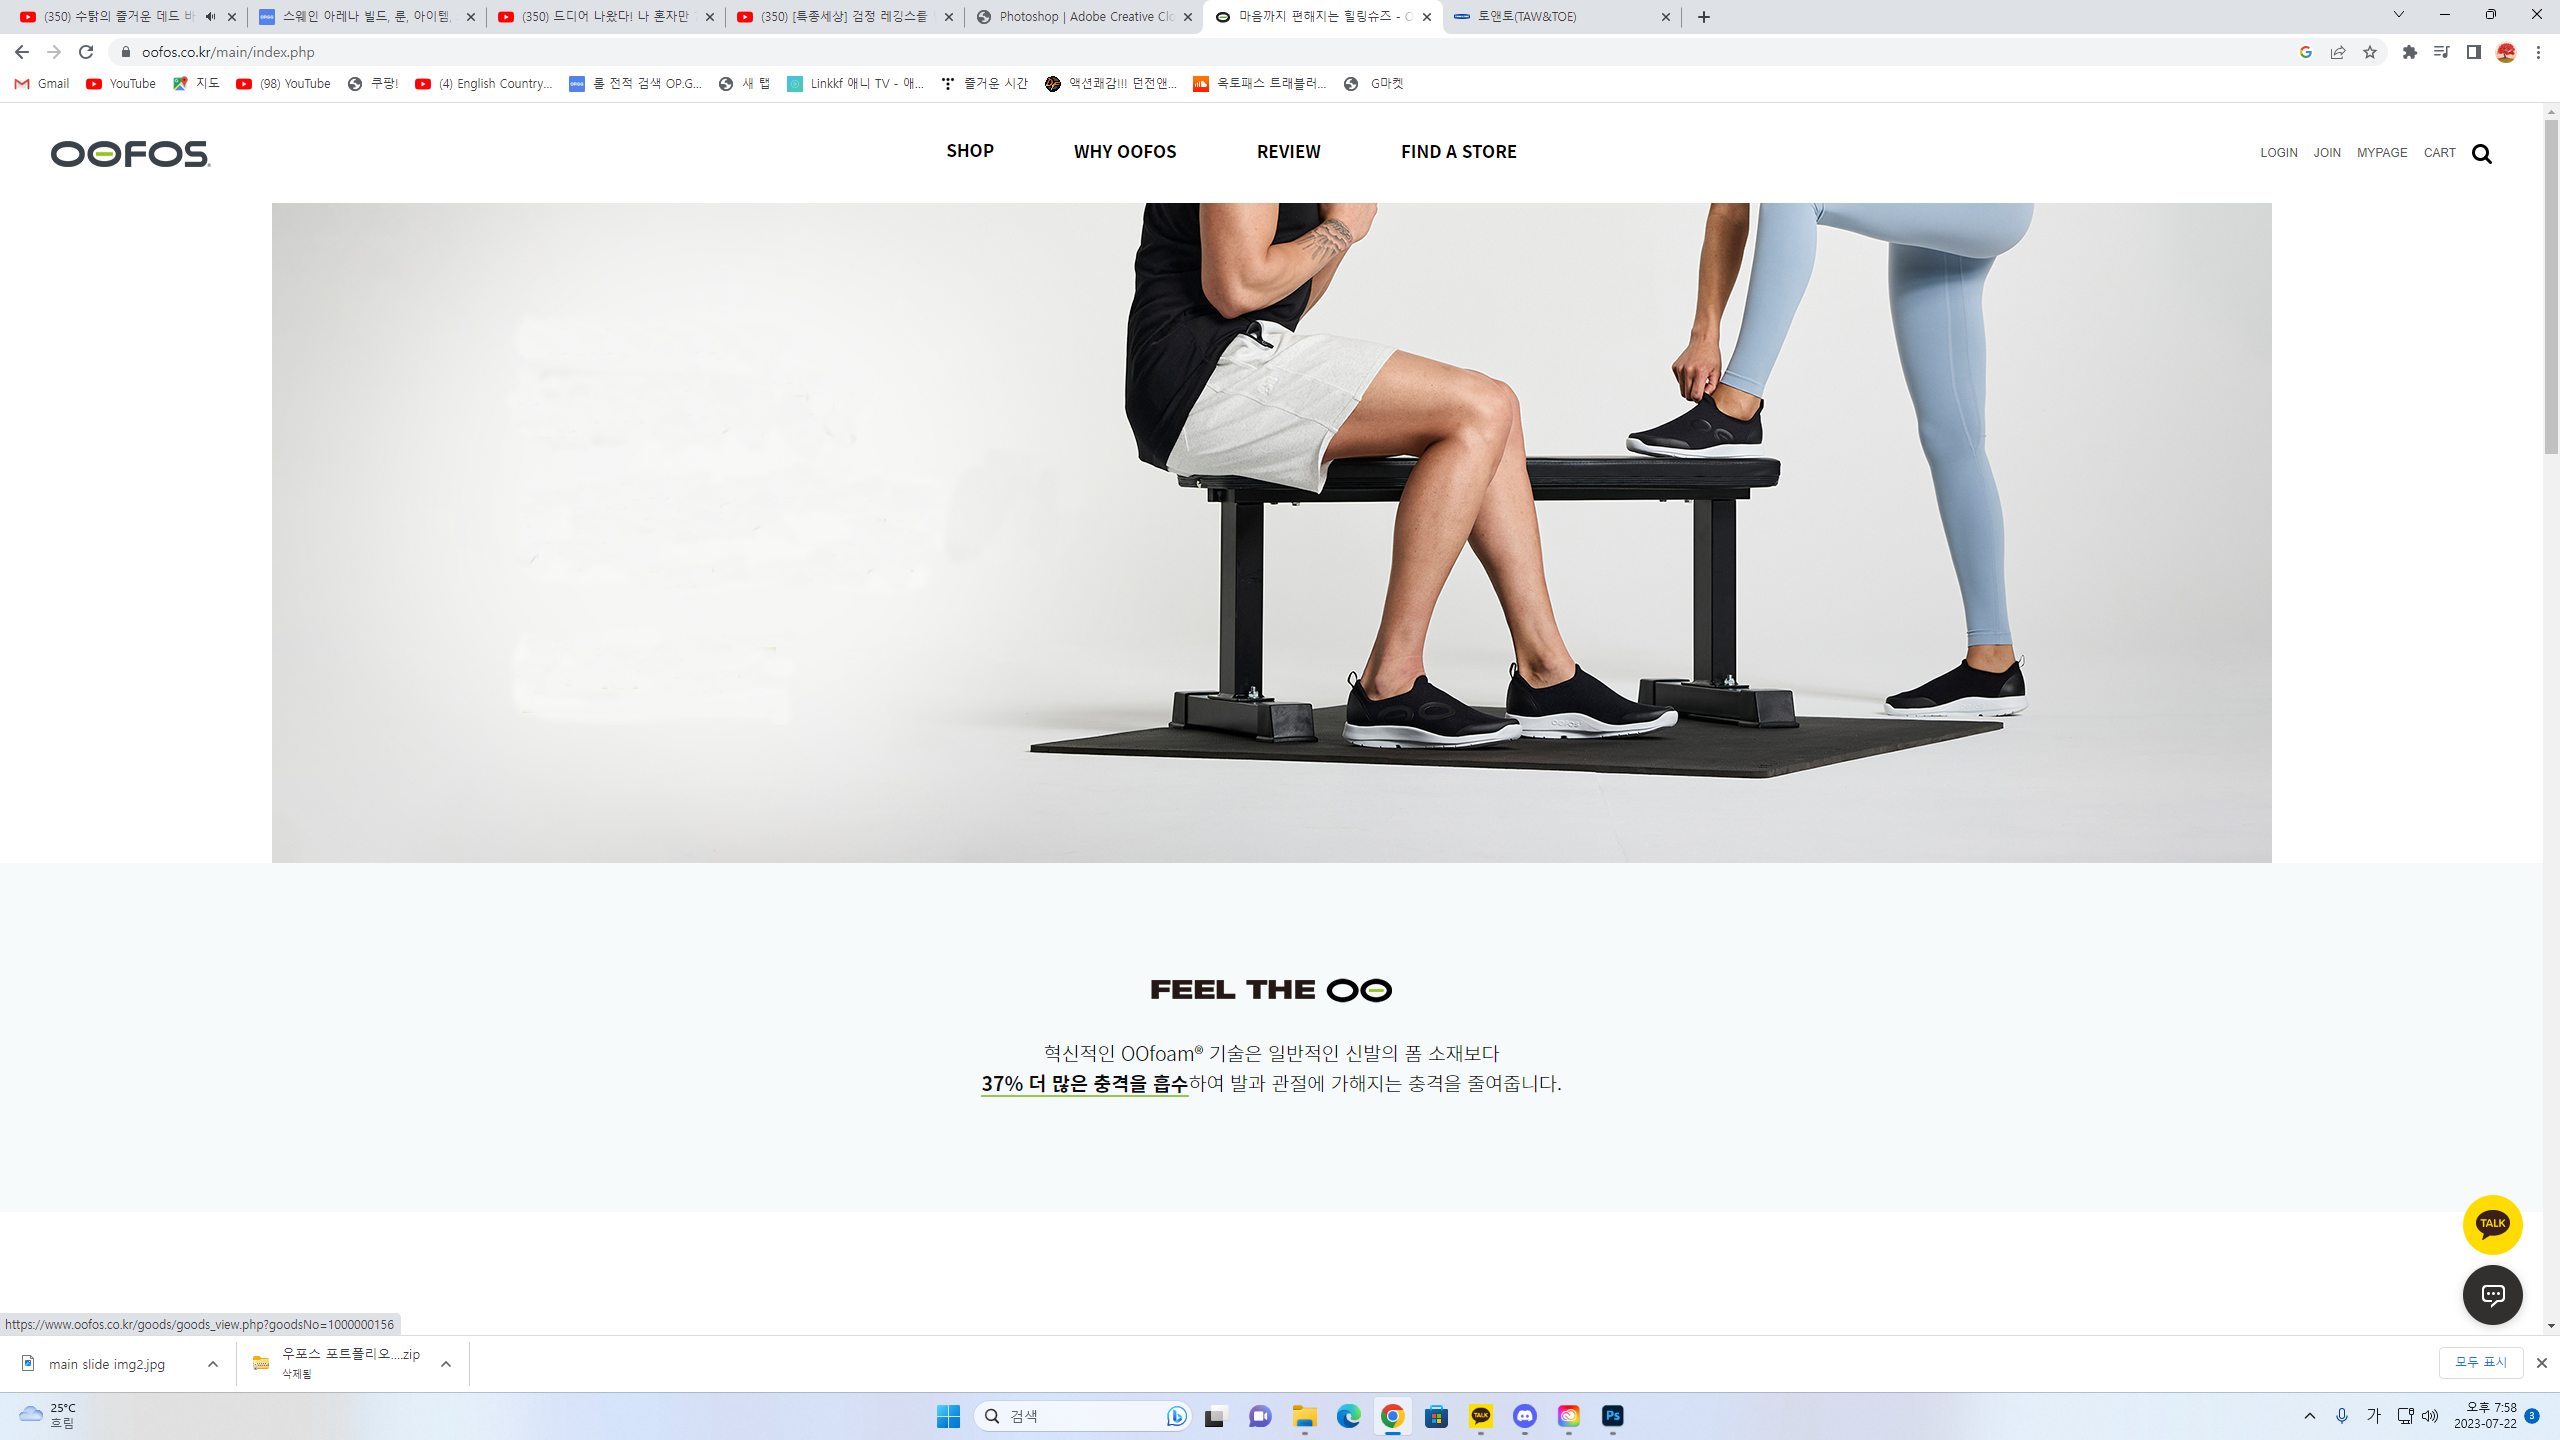 (350) 수탉의 즐거운 데드 바
스웨인 아레나 빌드, 룬, 아이템,
(350) 드디어 나왔다! 나 혼자만
(350) [특종세상] 검정 레깅스를
Photoshop | Adobe Creative Clo
마음까지 편해지는 힐링슈즈 - O
토앤토(TAW&TOE)
oofos.co.kr/main/index.php
Gmail
YouTube
지도
(98) YouTube
쿠팡!
(4) English Country...
롤 전적 검색 OP.G...
새 탭
Linkkf 애니 TV - 애...
즐거운 시간
액션쾌감!!! 던전앤...
옥토패스 트래블러...
G마켓
OOFOS
SHOP
WHY OOFOS
REVIEW
FIND A STORE
LOGIN
JOIN
MYPAGE
CART
FEEL THE OO
혁신적인 OOfoam® 기술은 일반적인 신발의 폼 소재보다
37% 더 많은 충격을 흡수하여 발과 관절에 가해지는 충격을 줄여줍니다.
TALK
https://www.oofos.co.kr/goods/goods_view.php?goodsNo=1000000156
main slide img2.jpg
우포스 포트폴리오....zip
삭제됨
모두 표시
25°C
흐림
검색
TALK
Ps
가
오후 7:58
2023-07-22
3